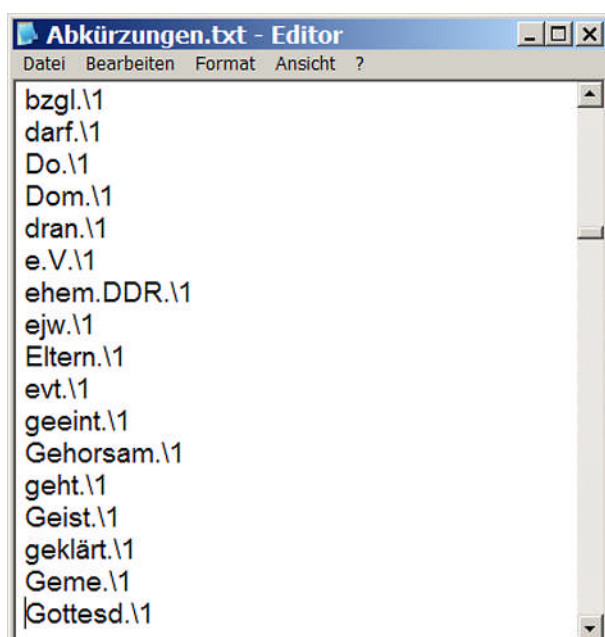 Abkürzungen.txt - Editor
Datei Bearbeiten Format Ansicht ?
bzgl.\1
darf.\1
Do.\1
Dom.\1
dran.\1
e.V.\1
ehem.DDR.\1
ejw.\1
Eltern.\1
evt.\1
geeint.\1
Gehorsam.\1
geht.\1
Geist.\1
geklärt.\1
Geme.\1
Gottesd.\1